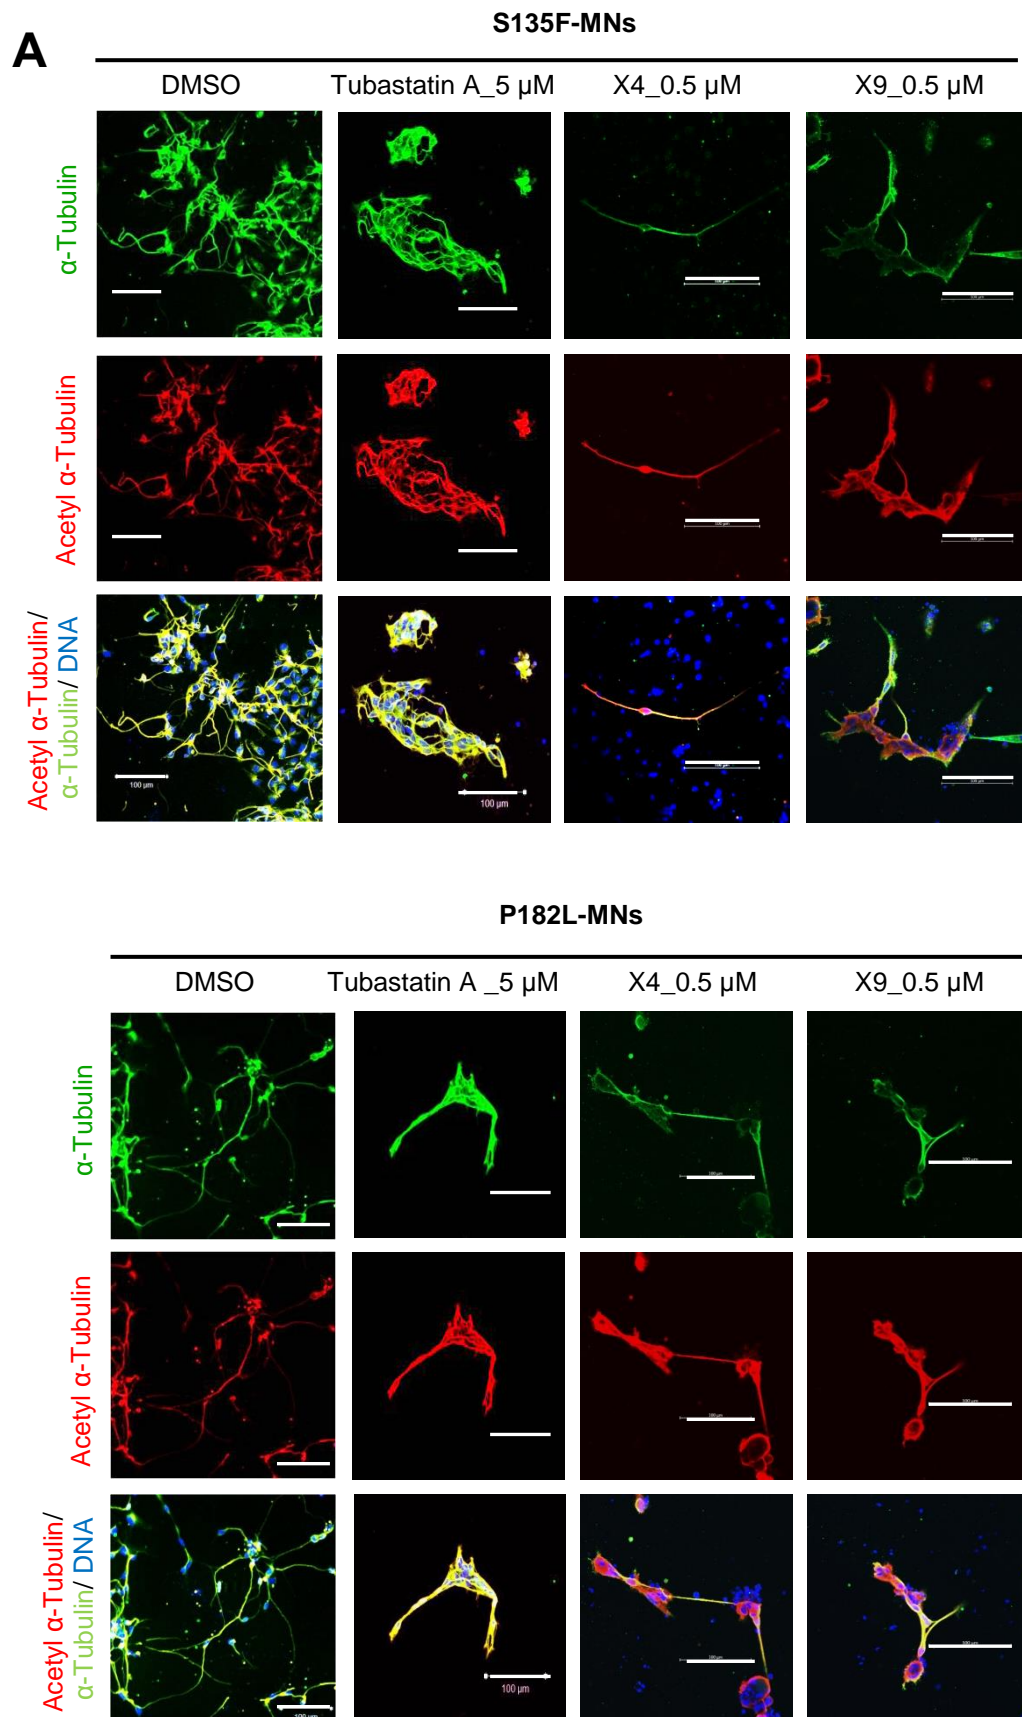 A
S135F-MNs
DMSO
Tubastatin A_5 µM
X4_0.5 µM
X9_0.5 µM
α-Tubulin
Acetyl α-Tubulin
Acetyl α-Tubulin/
α-Tubulin/ DNA
100 µm
100 µm
P182L-MNs
DMSO
Tubastatin A _5 µM
X4_0.5 µM
X9_0.5 µM
α-Tubulin
Acetyl α-Tubulin
Acetyl α-Tubulin/
α-Tubulin/ DNA
100 µm
100 µm